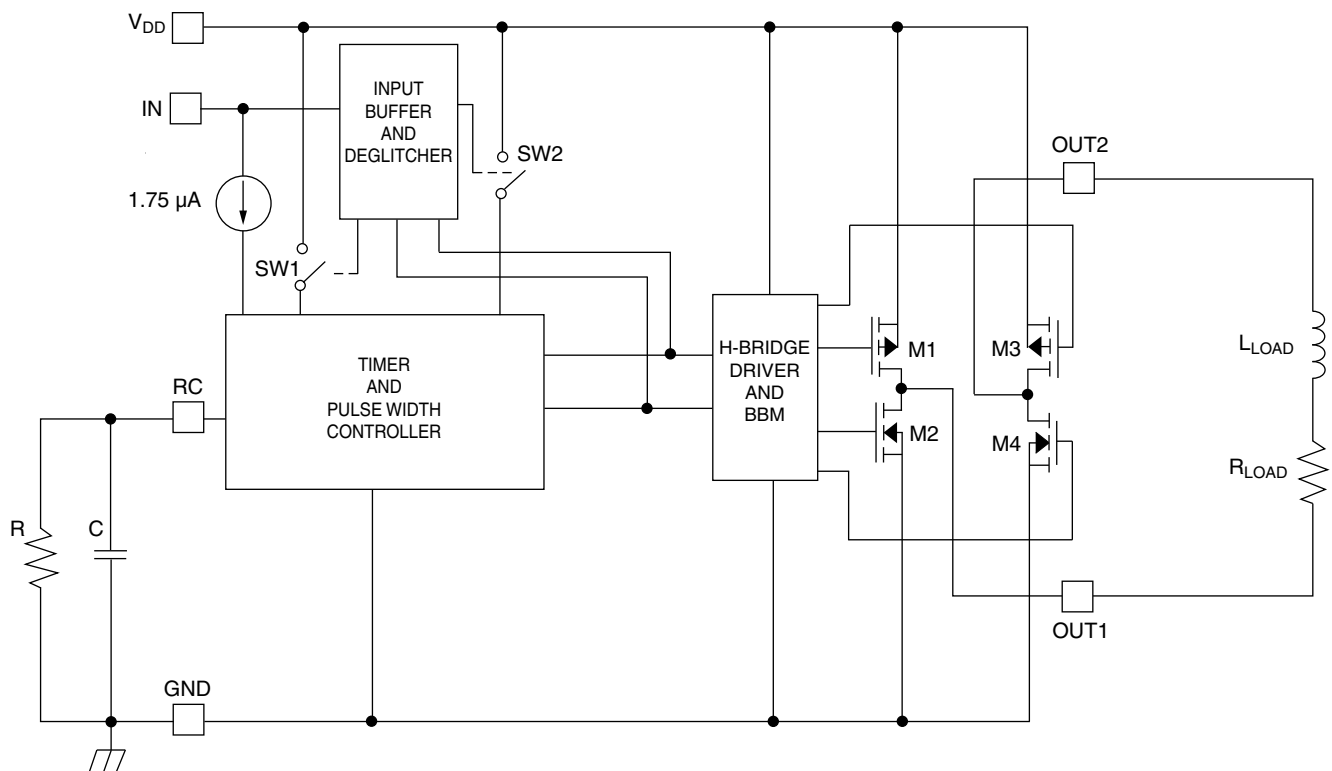 VDD
IN
INPUT
BUFFER
AND
DEGLITCHER
SW2
OUT2
1.75 µA
SW1
TIMER
AND
PULSE WIDTH
CONTROLLER
H-BRIDGE
DRIVER
AND
BBM
M1
M3
LLOAD
RC
M2
M4
RLOAD
R
C
OUT1
GND